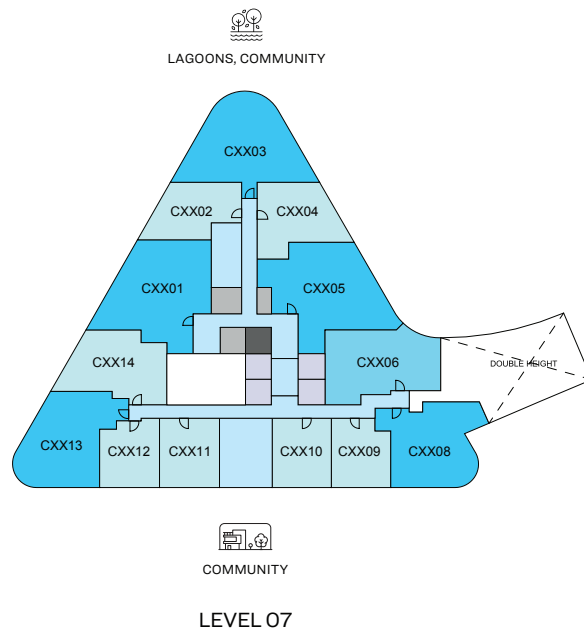 LAGOONS, COMMUNITY
CXX03
CXX02
CXX04
CXX01
CXX05
CXX14
CXX06
DOUBLE HEIGHT
CXX13
CXX12
CXX11
CXX10
CXX09
CXX08
COMMUNITY
LEVEL 07